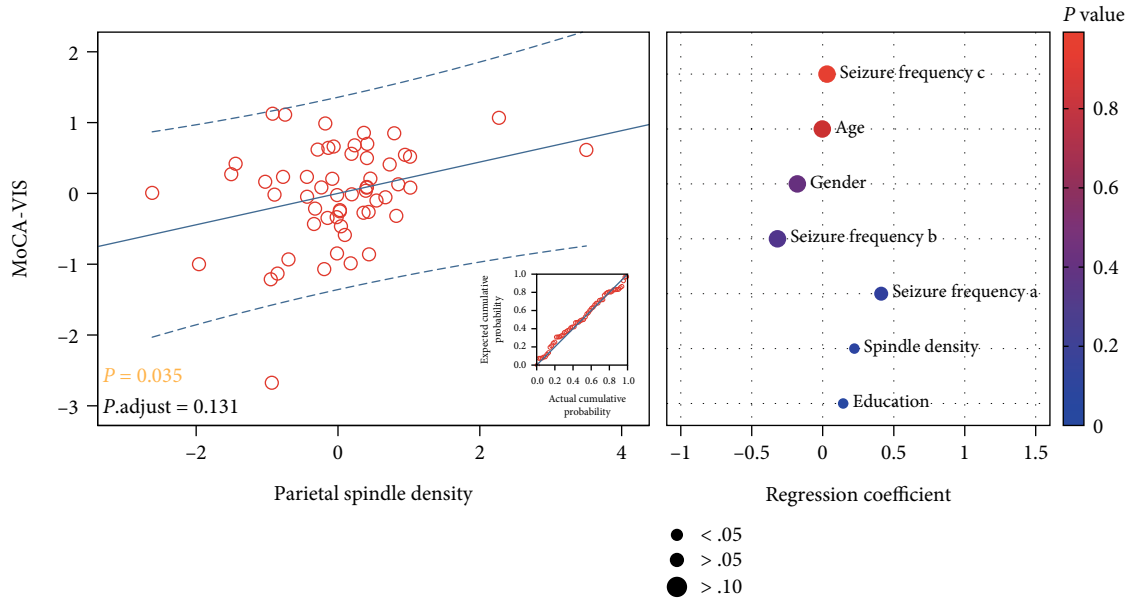 MoCA-VIS
2
1
0
−1
−2
−3
P = 0.035
P.adjust = 0.131
−2
0
2
4
Parietal spindle density
Expected cumulative
probability
1.0
0.8
0.6
0.4
0.2
0.0
0.0 0.2 0.4 0.6 0.8 1.0
Actual cumulative
probability
Seizure frequency c
Age
Gender
Seizure frequency b
Seizure frequency a
Spindle density
Education
−1
−0.5
0
0.5
1
1.5
Regression coefficient
< .05
> .05
> .10
P value
0.8
0.6
0.4
0.2
0